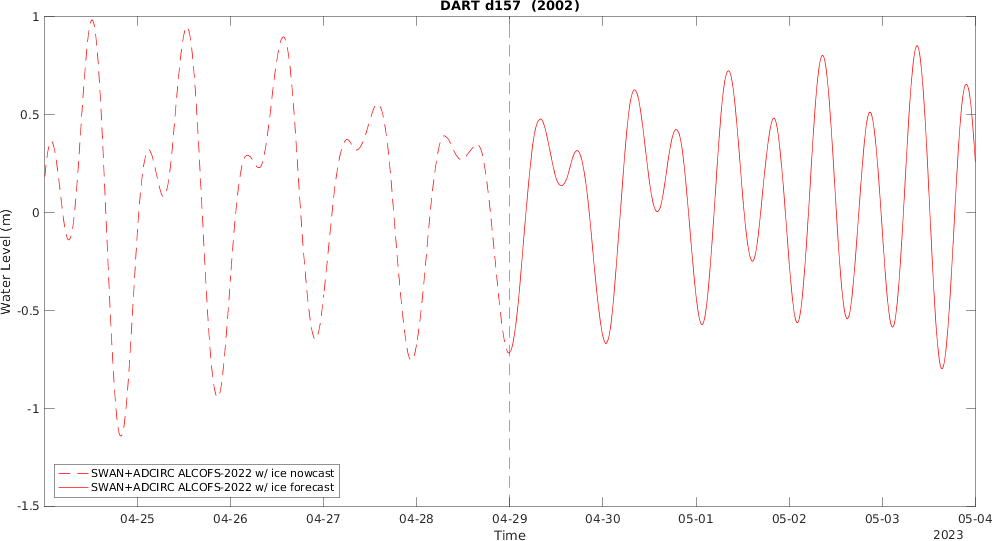 DART d157 (2002)
1
0.5
0
-0.5
-1
-1.5
Water Level (m)
SWAN+ADCIRC ALCOFS-2022 w/ ice nowcast
SWAN+ADCIRC ALCOFS-2022 w/ ice forecast
04-25 04-26 04-27 04-28 04-29 04-30 05-01 05-02 05-03 05-04
Time
2023